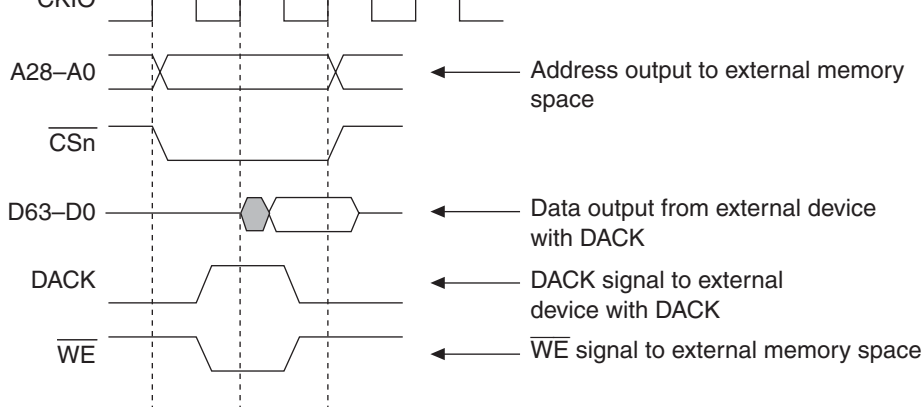 CKIO
A28–A0
Address output to external memory
space
CSn
D63–D0
Data output from external device
with DACK
DACK
DACK signal to external
device with DACK
WE
WE signal to external memory space